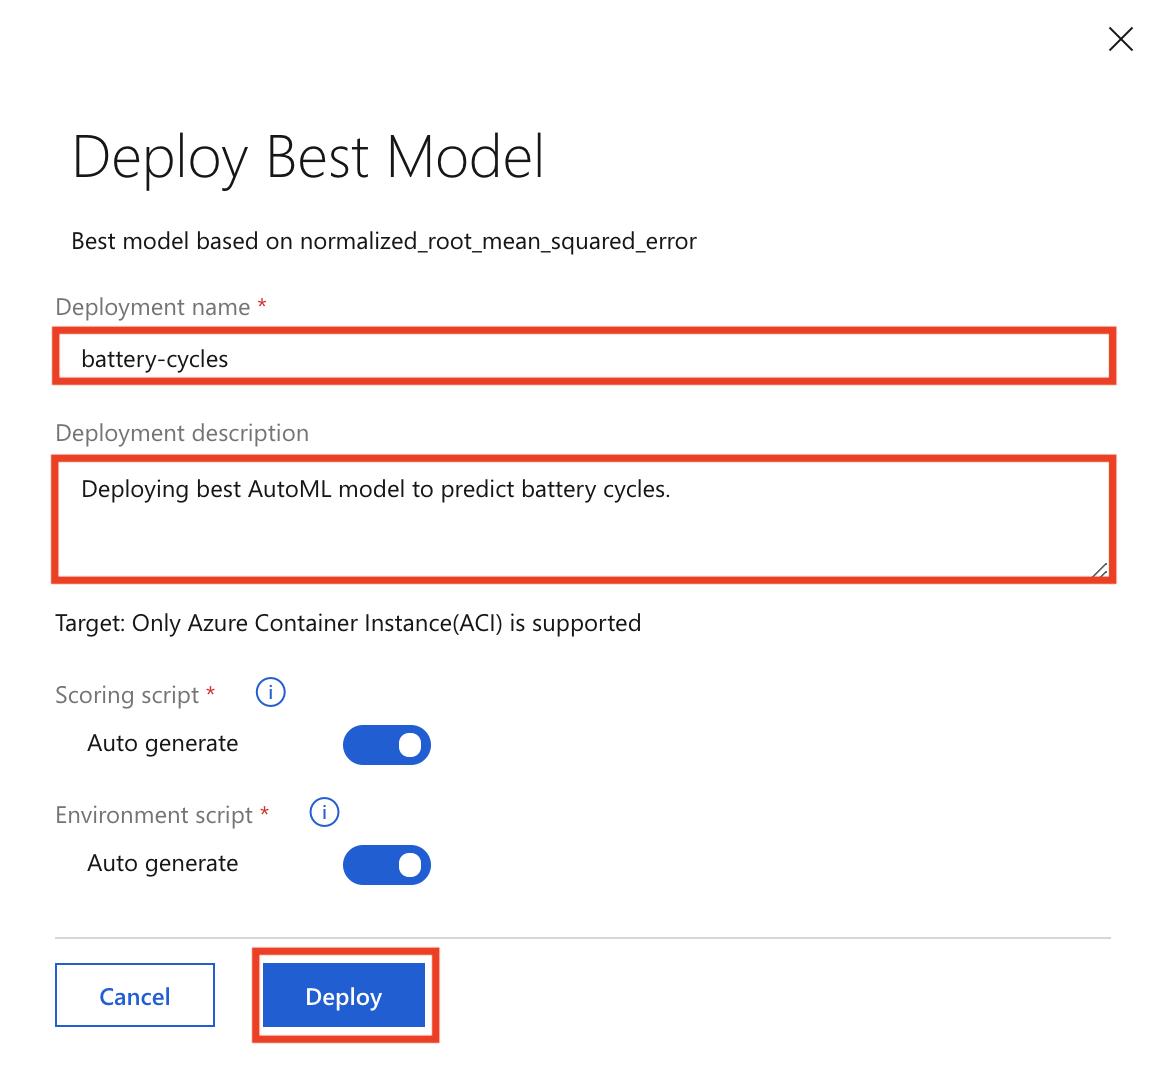 Deploy Best Model
Best model based on normalized_root_mean_squared_error
Deployment name *
battery-cycles
Deployment description
Deploying best AutoML model to predict battery cycles.
Target: Only Azure Container Instance(ACI) is supported
Scoring script * i
Auto generate
Environment script * i
Auto generate
Cancel Deploy